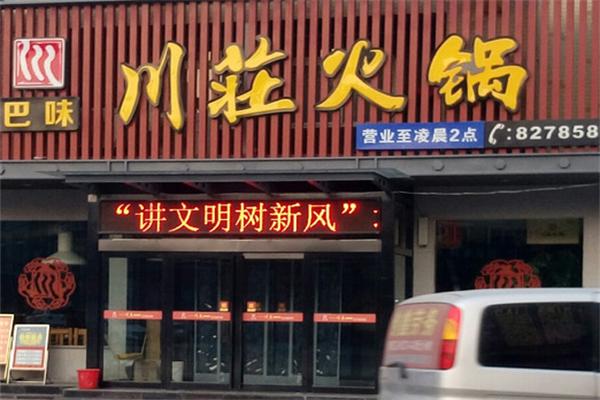 川莊火锅
巴味
营业至凌晨2点
:827858
“讲文明树新风”